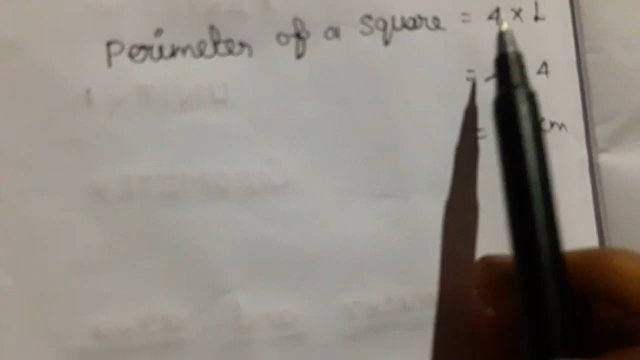 Perimeter of a square = 4 × L
= 4
= cm